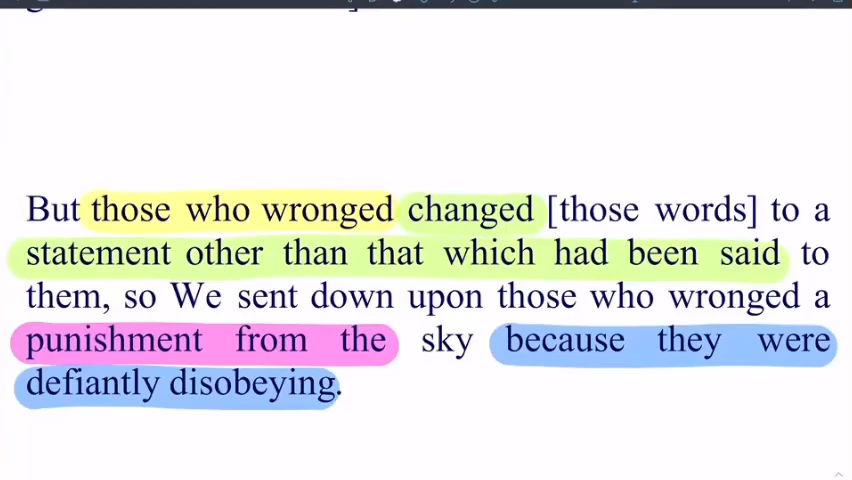 But those who wronged changed [those words] to a
statement other than that which had been said to
them, so We sent down upon those who wronged a
punishment from the sky because they were
defiantly disobeying.